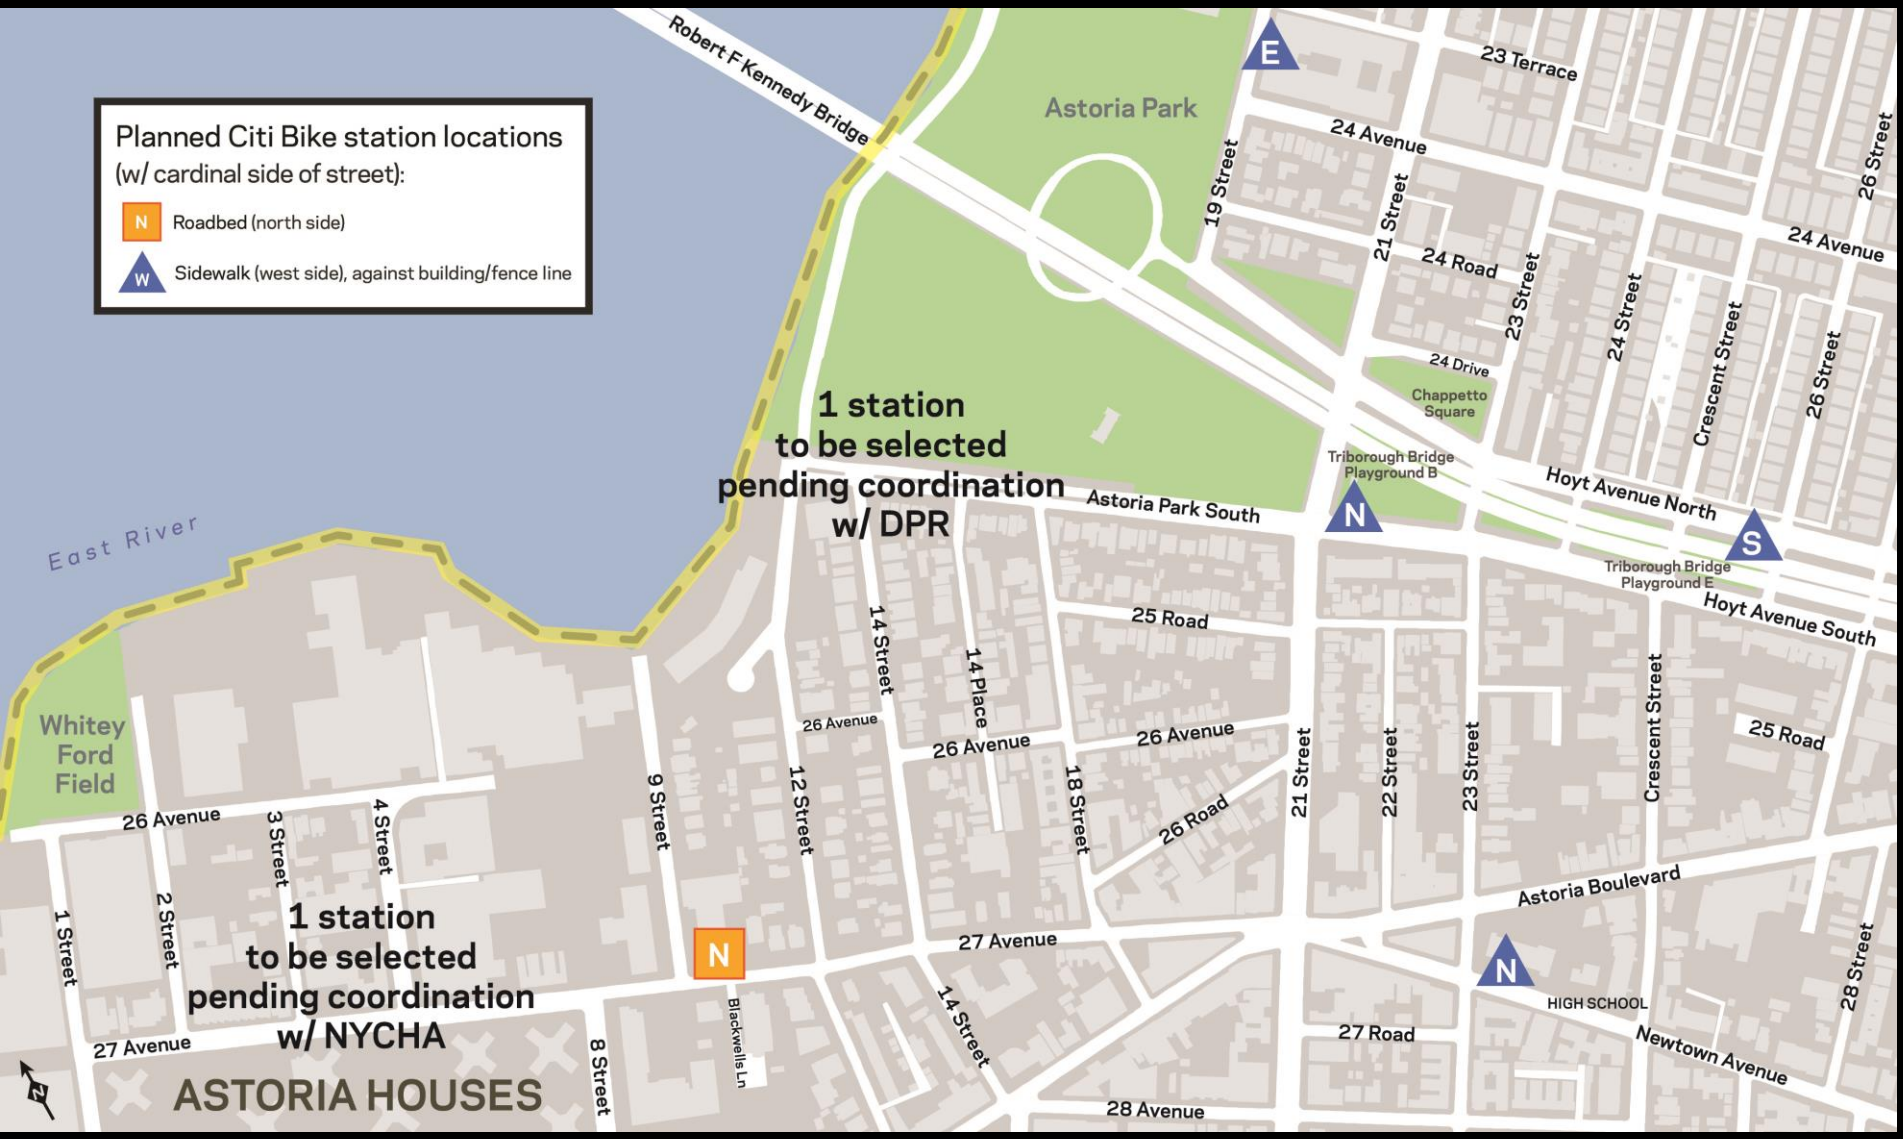 Robert F Kennedy Bridge
E
23 Terrace
Planned Citi Bike station locations
(w/ cardinal side of street):
N
Roadbed (north side)
W
Sidewalk (west side), against building/fence line
Astoria Park
24 Avenue
19 Street
21 Street
26 Street
24 Avenue
24 Road
23 Street
24 Street
Crescent Street
26 Street
24 Drive
Chappetto
Square
1 station
to be selected
pending coordination
w/ DPR
Triborough Bridge
Playground B
Hoyt Avenue North
Astoria Park South
N
S
East River
Triborough Bridge
Playground E
Hoyt Avenue South
25 Road
14 Street
14 Place
26 Avenue
26 Avenue
26 Avenue
Whitey
Ford
Field
25 Road
Crescent Street
21 Street
22 Street
23 Street
9 Street
12 Street
18 Street
26 Road
26 Avenue
3 Street
4 Street
Astoria Boulevard
1 Street
2 Street
1 station
to be selected
pending coordination
w/ NYCHA
N
27 Avenue
N
28 Street
HIGH SCHOOL
14 Street
Blackwells Ln
27 Road
Newtown Avenue
27 Avenue
8 Street
N
ASTORIA HOUSES
28 Avenue